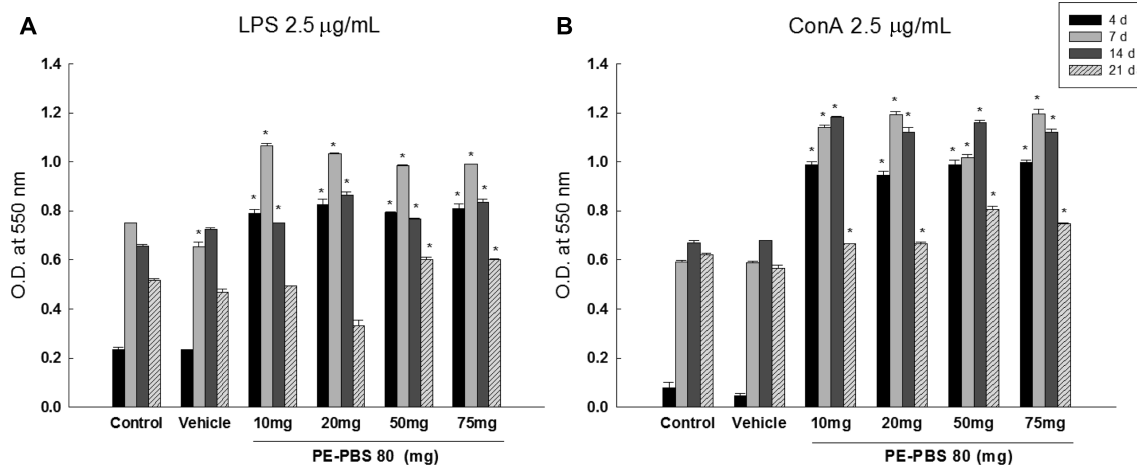 A
LPS 2.5 μg/mL
O.D. at 550 nm
1.4
1.2
1.0
0.8
0.6
0.4
0.2
0.0
* * * * * * * * * * * * * * *
Control Vehicle 10mg 20mg 50mg 75mg
PE-PBS 80 (mg)
B
ConA 2.5 μg/mL
4 d
7 d
14 d
21 d
O.D. at 550 nm
1.4
1.2
1.0
0.8
0.6
0.4
0.2
0.0
* * * * * * * * * * * * * * * *
Control Vehicle 10mg 20mg 50mg 75mg
PE-PBS 80 (mg)